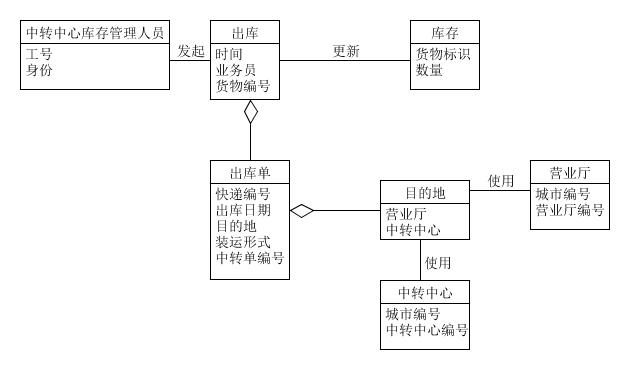 中转中心库存管理人员
工号
身份
发起
出库
时间
业务员
货物编号
更新
库存
货物标识
数量
出库单
快递编号
出库日期
目的地
装运形式
中转单编号
目的地
营业厅
中转中心
使用
营业厅
城市编号
营业厅编号
使用
中转中心
城市编号
中转中心编号